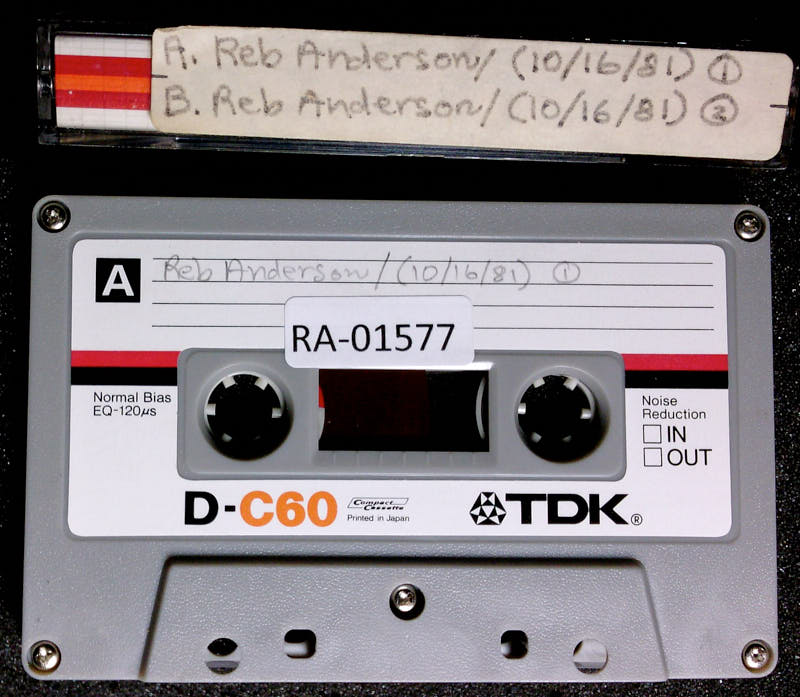 A. Reb Anderson/(10/16/81) ①
B. Reb Anderson/(10/16/81) ②
A Reb Anderson/(10/16/81) ①
RA-01577
Normal Bias
EQ-120μs
Noise
Reduction
IN
OUT
D-C60
Compact
Cassette
Printed in Japan
TDK®